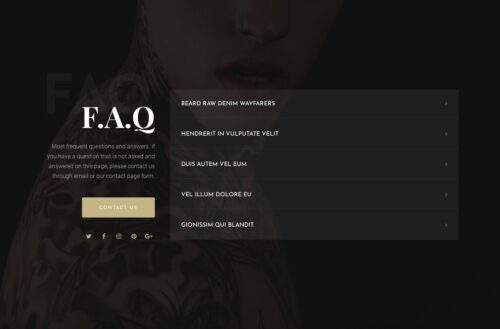 FAQ
F.A.Q
Most frequent questions and answers. If
you have a question that is not asked and
answered on this page, please contact us
through email or our contact page form.
CONTACT US
BEARD RAW DENIM WAYFARERS
HENDRERIT IN VULPUTATE VELIT
DUIS AUTEM VEL EUM
VEL ILLUM DOLORE EU
GIONISSIM QUI BLANDIT.